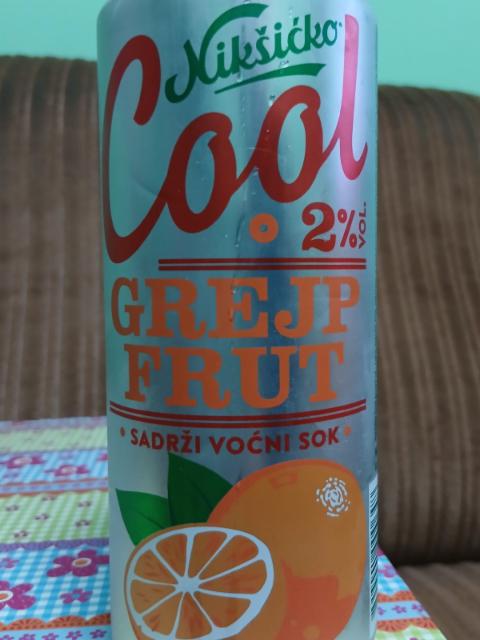 Nikšićko
Cool
2% VOL.
GREJP
FRUT
• SADRŽI VOĆNI SOK •